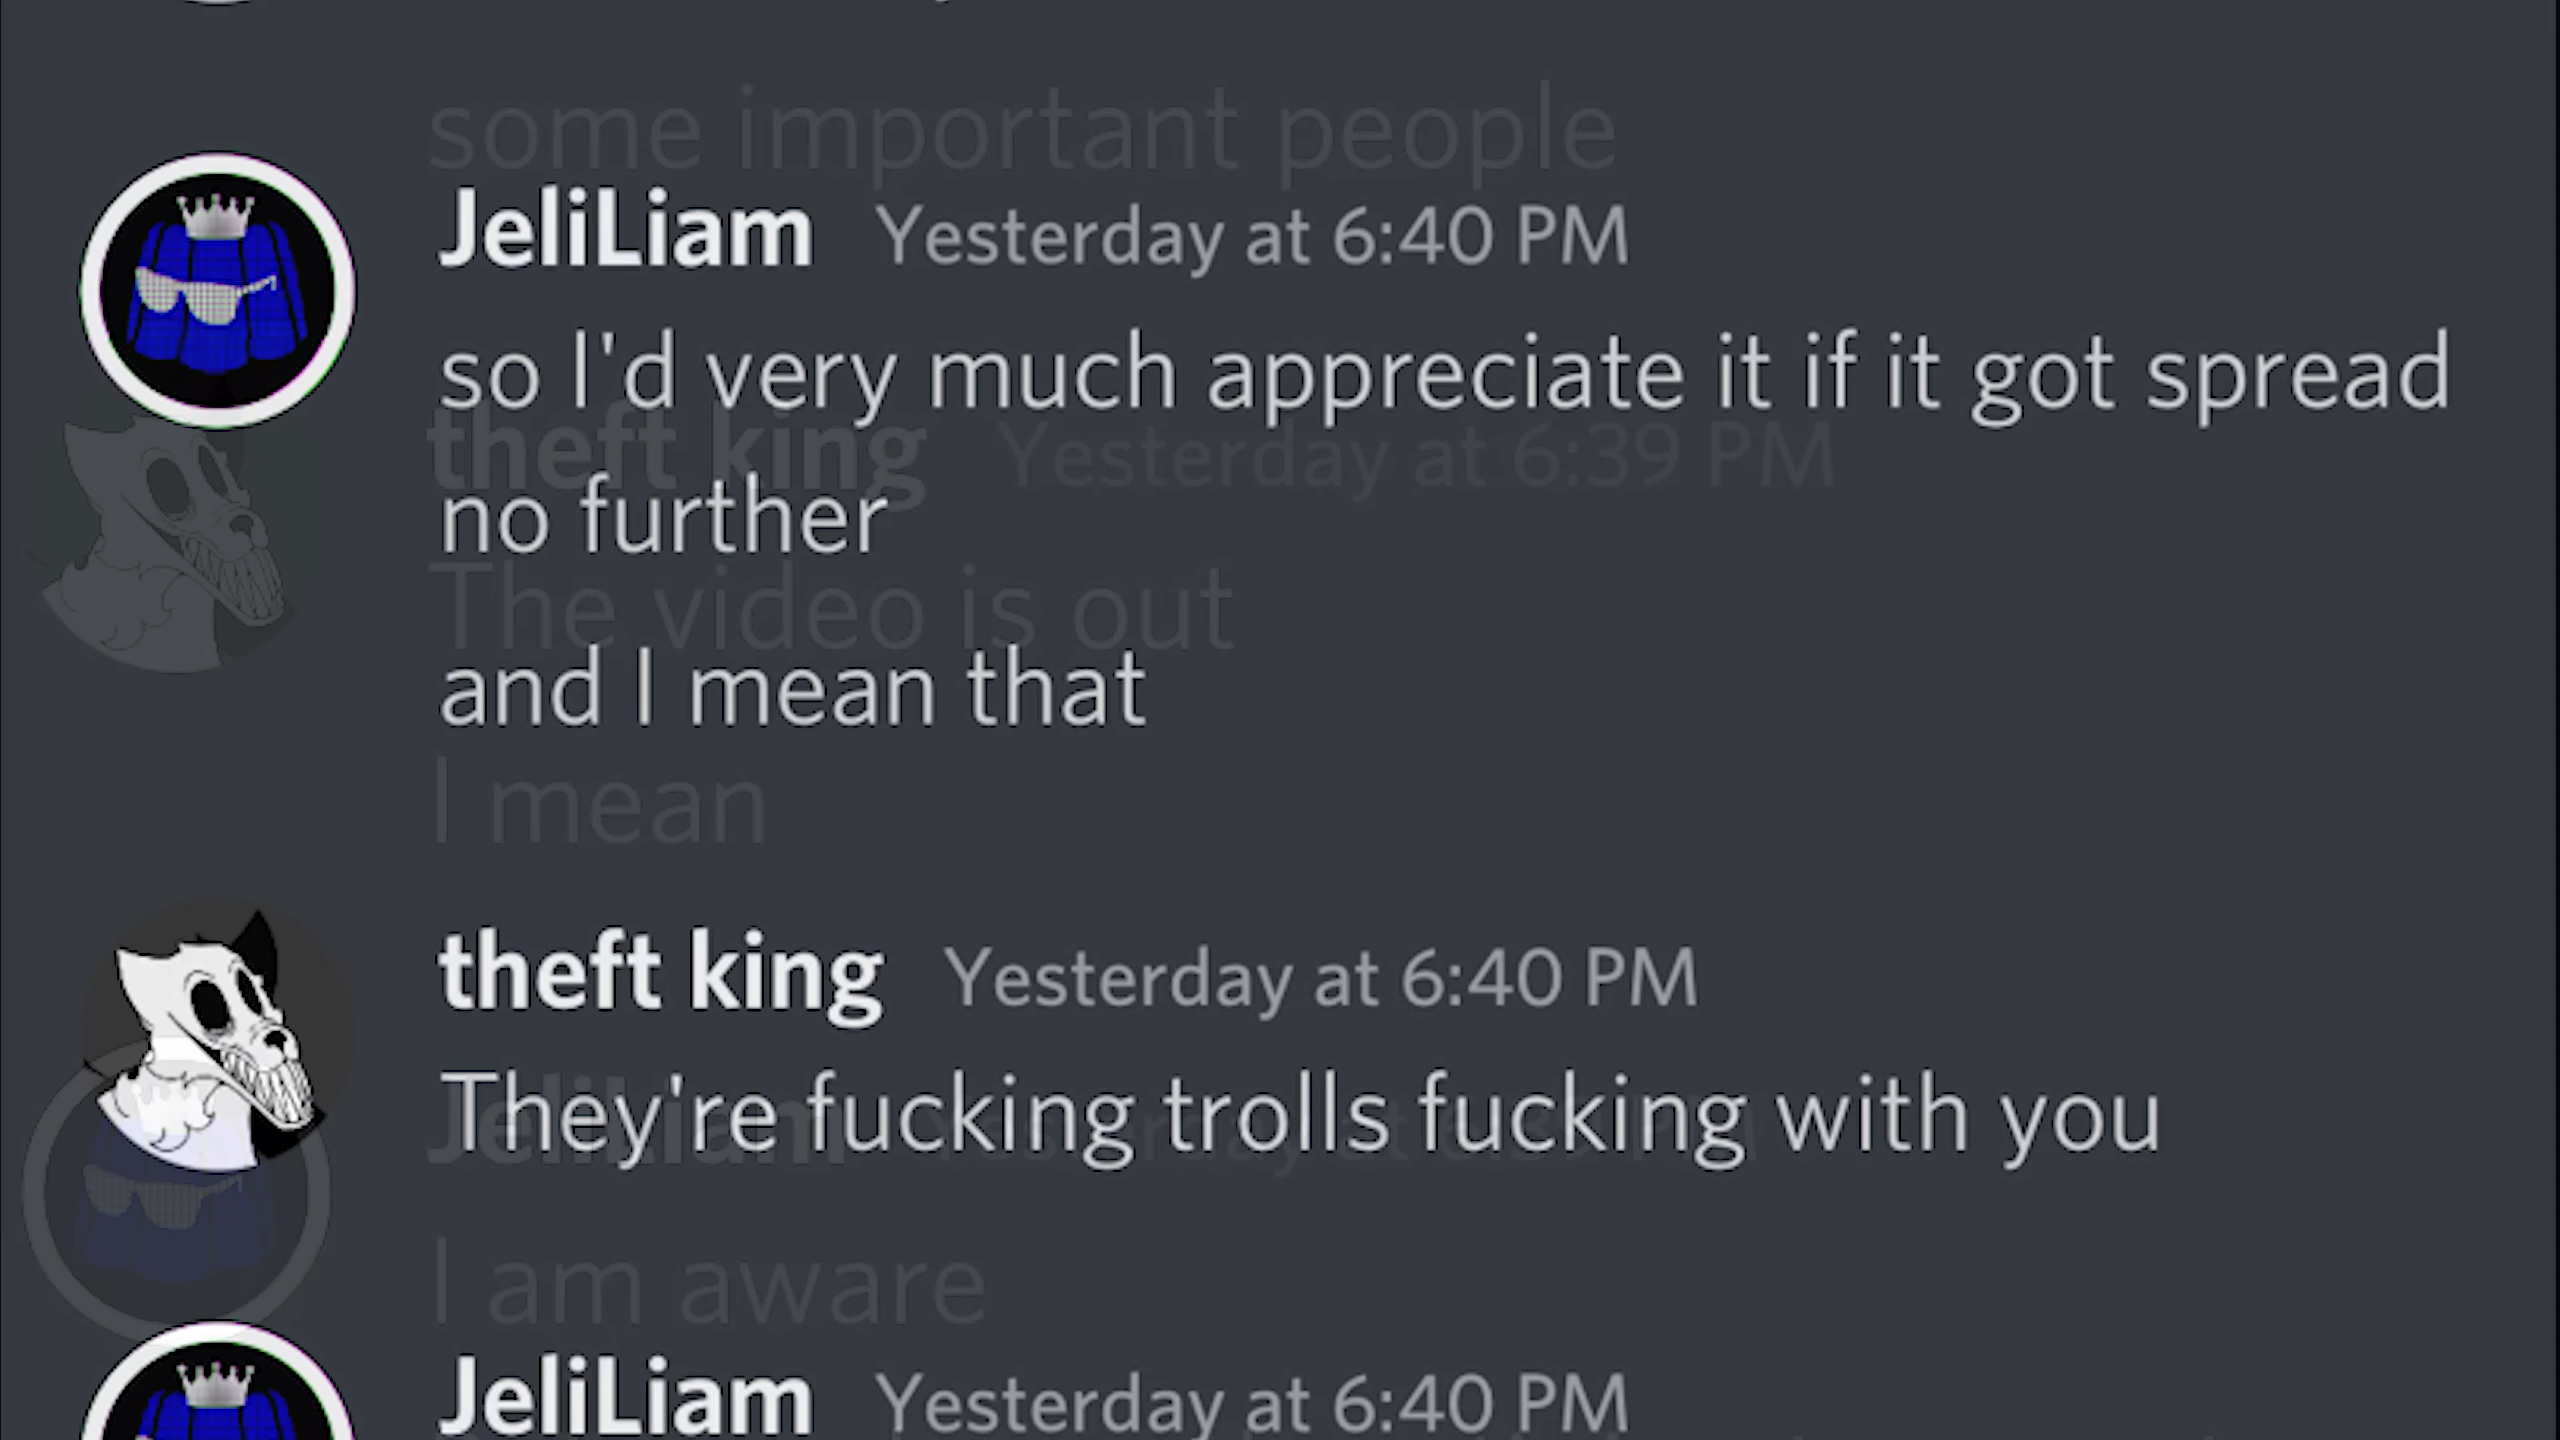 some important people
JeliLiam Yesterday at 6:40 PM
so I'd very much appreciate it if it got spread
theft king Yesterday at 6:39 PM
no further
The video is out
and I mean that
I mean
theft king Yesterday at 6:40 PM
They're fucking trolls fucking with you
JeliLiam
I am aware
JeliLiam Yesterday at 6:40 PM